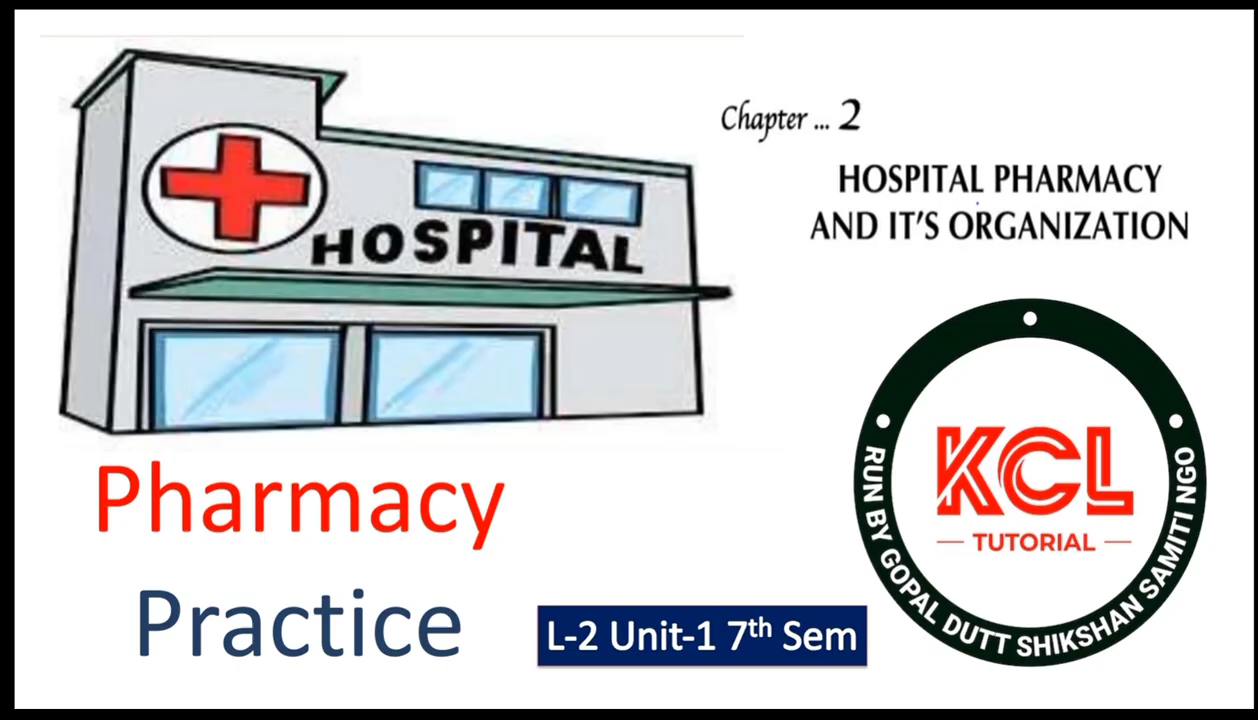 Chapter ... 2
HOSPITAL PHARMACY
AND IT'S ORGANIZATION
HOSPITAL
Pharmacy
Practice
L-2 Unit-1 7th Sem
KCL
TUTORIAL
RUN BY GOPAL DUTT SHIKSHAN SAMITI NGO